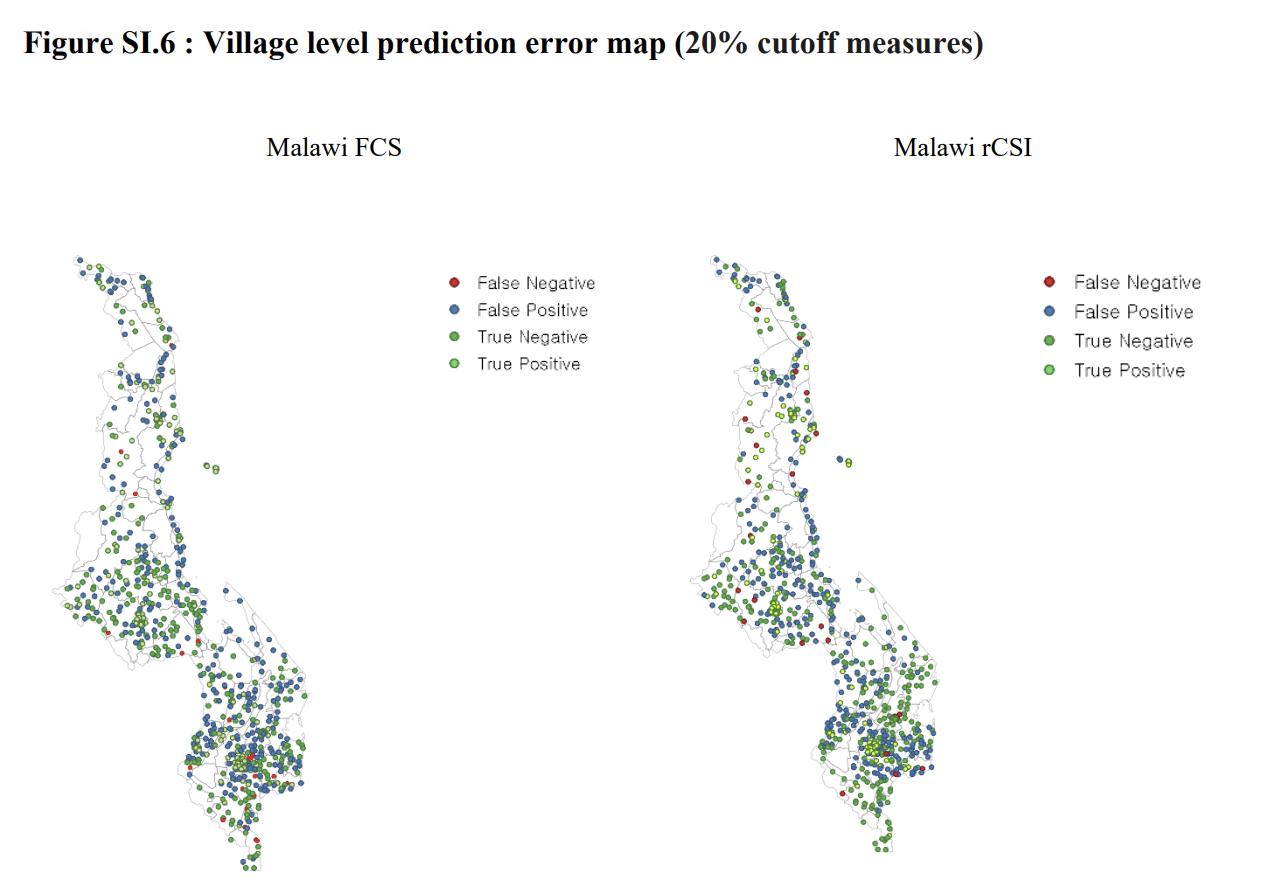 Figure SI.6 : Village level prediction error map (20% cutoff measures)
Malawi FCS
Malawi rCSI
False Negative
False Positive
True Negative
True Positive
False Negative
False Positive
True Negative
True Positive